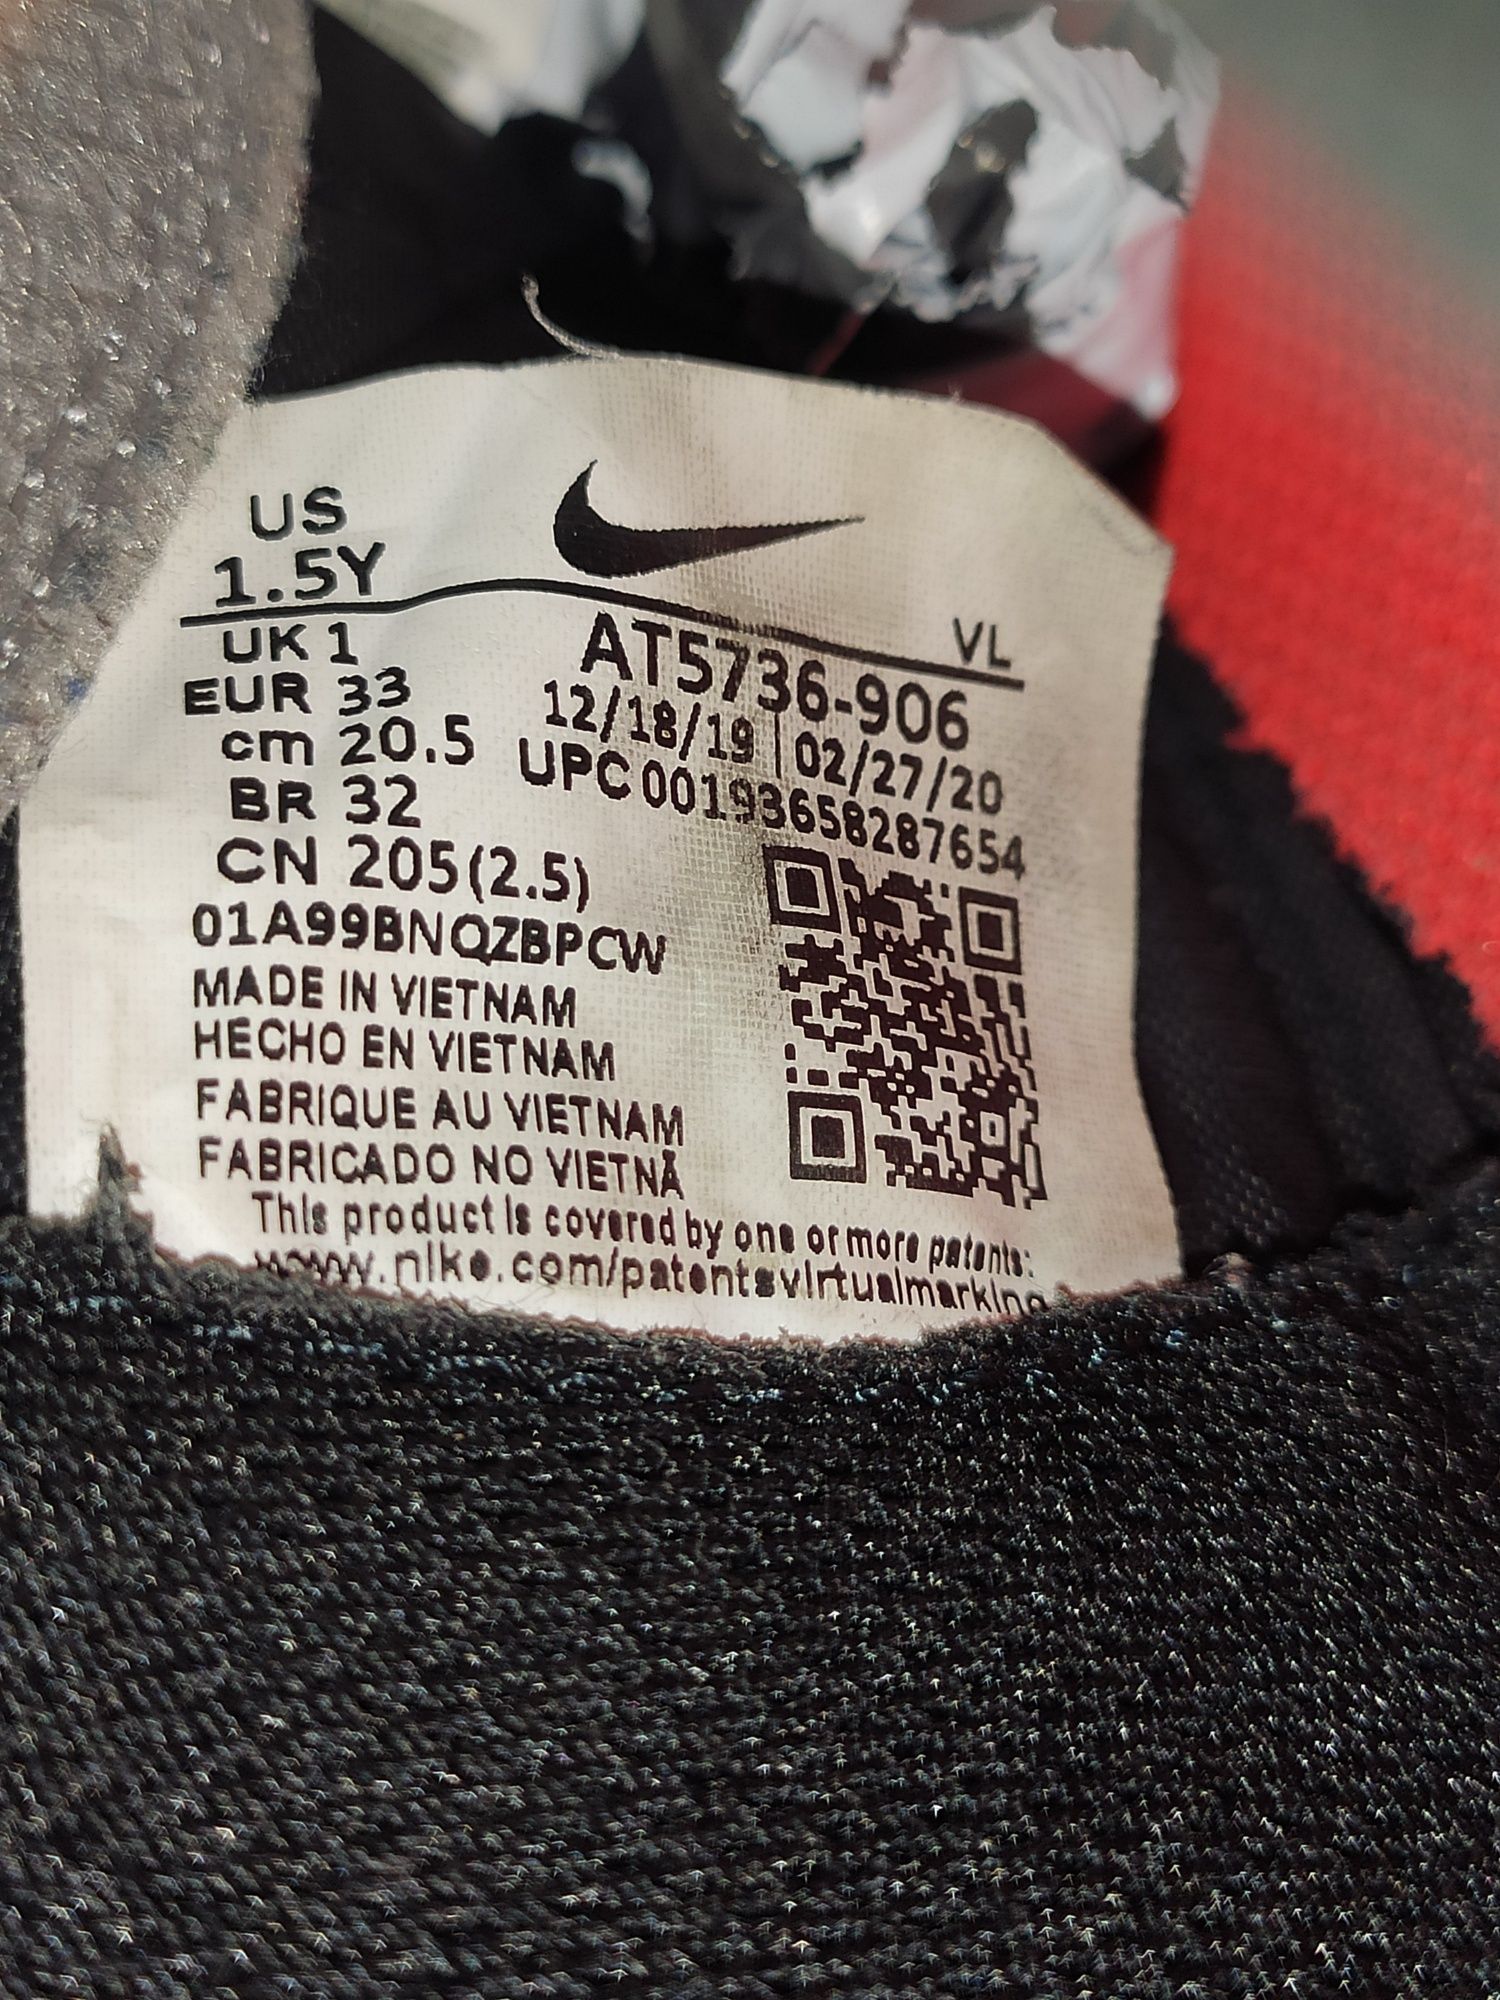 US
1.5Y
VL
UK 1
AT5736-906
EUR 33
12/18/19 | 02/27/20
cm 20.5
UPC 00193658287654
BR 32
CN 205(2.5)
01A99BNQZBPCW
MADE IN VIETNAM
HECHO EN VIETNAM
FABRIQUE AU VIETNAM
FABRICADO NO VIETNÃ
This product is covered by one or more patents:
www.nike.com/patentsvirtualmarking